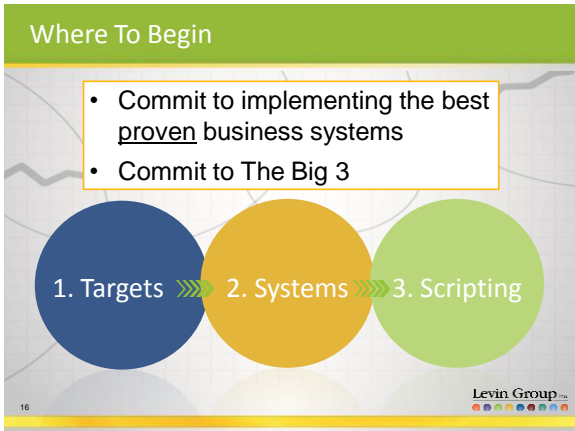 Where To Begin
• Commit to implementing the best
proven business systems
• Commit to The Big 3
1. Targets
2. Systems
3. Scripting
16
Levin Group Inc.